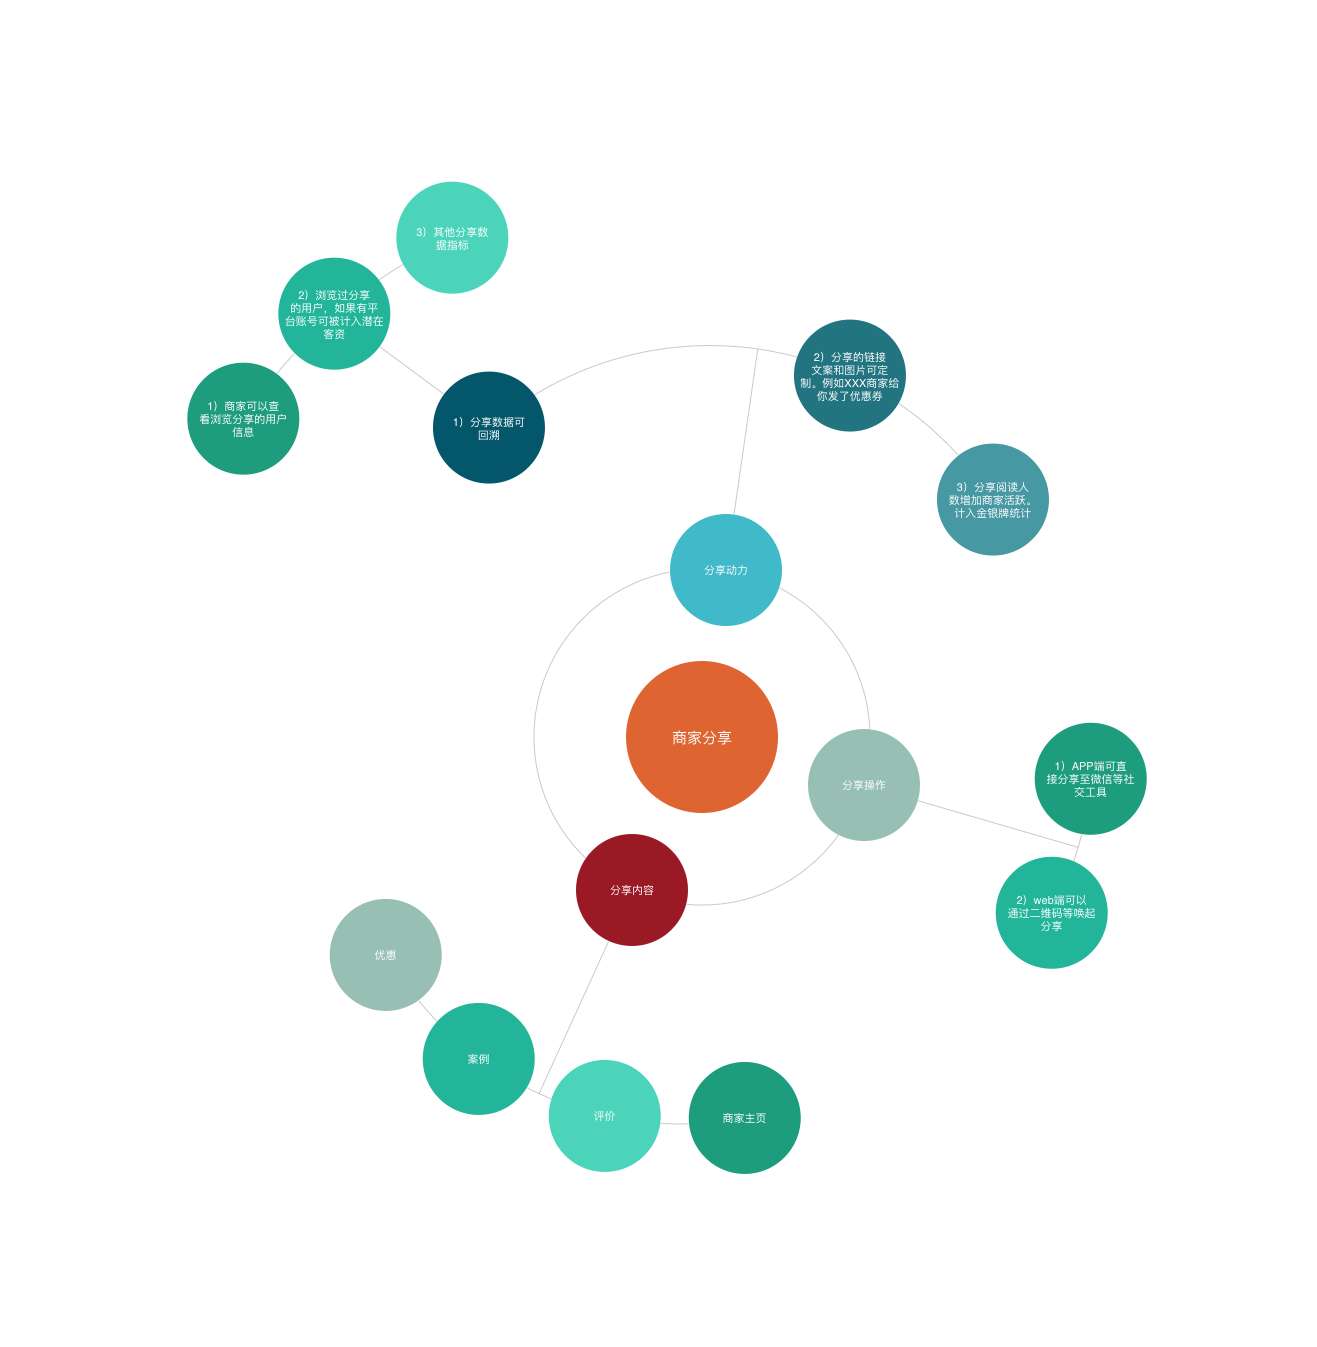 3）其他分享数
据指标
2）浏览过分享
的用户，如果有平
台账号可被计入潜在
客资
1）商家可以查
看浏览分享的用户
信息
1）分享数据可
回溯
2）分享的链接
文案和图片可定
制。例如XXX商家给
你发了优惠券
3）分享阅读人
数增加商家活跃。
计入金银牌统计
分享动力
商家分享
分享操作
1）APP端可直
接分享至微信等社
交工具
2）web端可以
通过二维码等唤起
分享
分享内容
优惠
案例
评价
商家主页